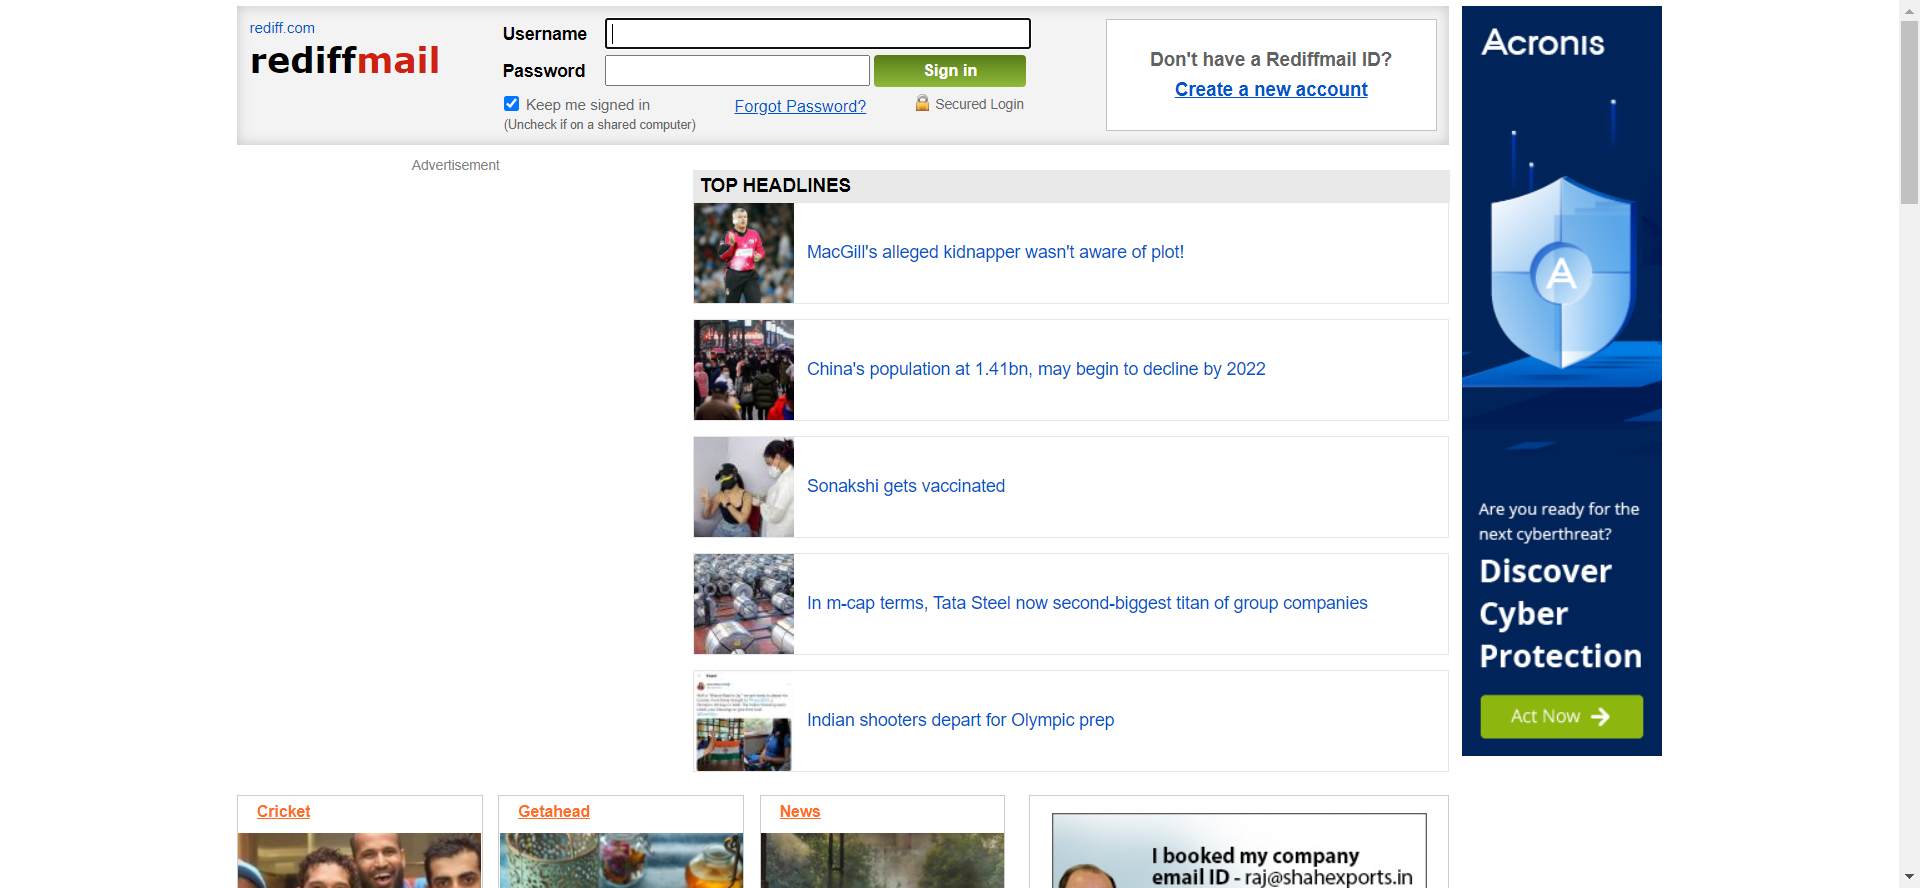 rediff.com
rediffmail
Username
Password
Sign in
Keep me signed in
(Uncheck if on a shared computer)
Forgot Password?
Secured Login
Don't have a Rediffmail ID?
Create a new account
Advertisement
TOP HEADLINES
MacGill's alleged kidnapper wasn't aware of plot!
China's population at 1.41bn, may begin to decline by 2022
Sonakshi gets vaccinated
In m-cap terms, Tata Steel now second-biggest titan of group companies
Indian shooters depart for Olympic prep
Acronis
A
Are you ready for the
next cyberthreat?
Discover
Cyber
Protection
Act Now
Cricket
Getahead
News
I booked my company
email ID - raj@shahexports.in